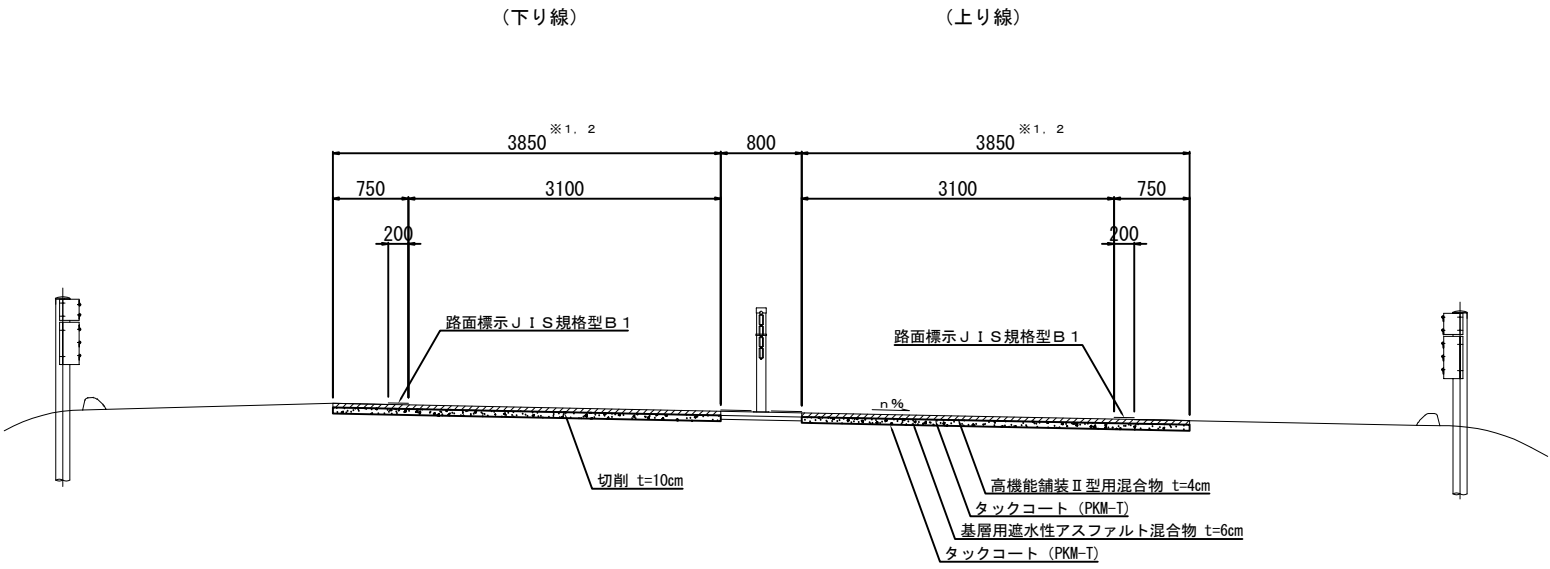 (下り線)
(上り線)
※1. 2
※1. 2
3850
800
3850
750
3100
3100
750
200
200
路面標示JIS規格型B1
路面標示JIS規格型B1
n%
切削 t=10cm
高機能舗装Ⅱ型用混合物 t=4cm
タックコート (PKM-T)
基層用遮水性アスファルト混合物 t=6cm
タックコート (PKM-T)